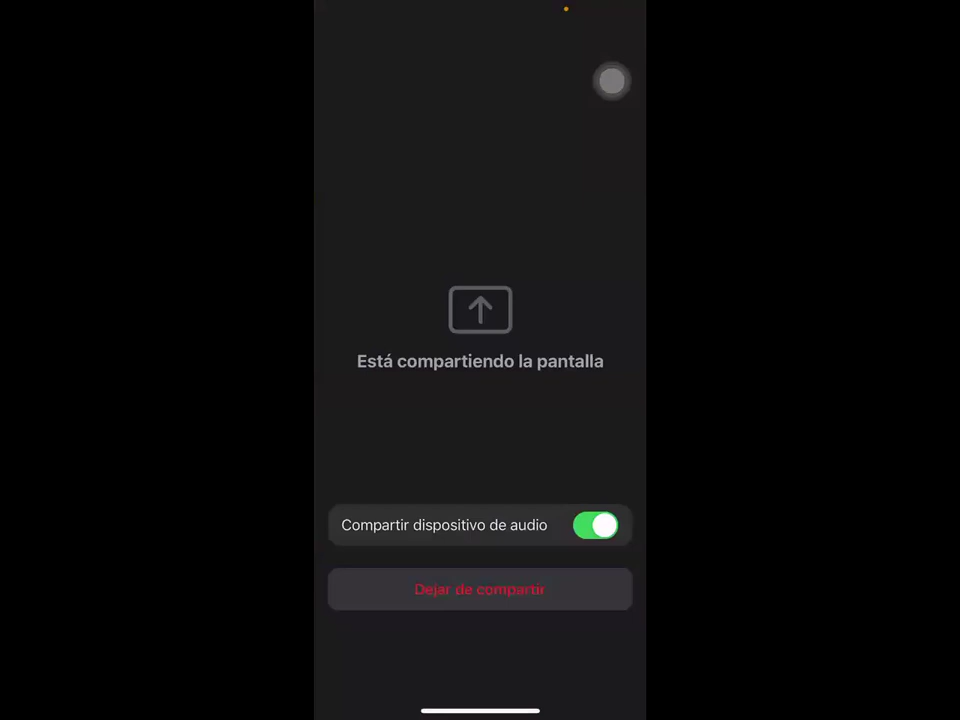 Está compartiendo la pantalla
Compartir dispositivo de audio
Dejar de compartir